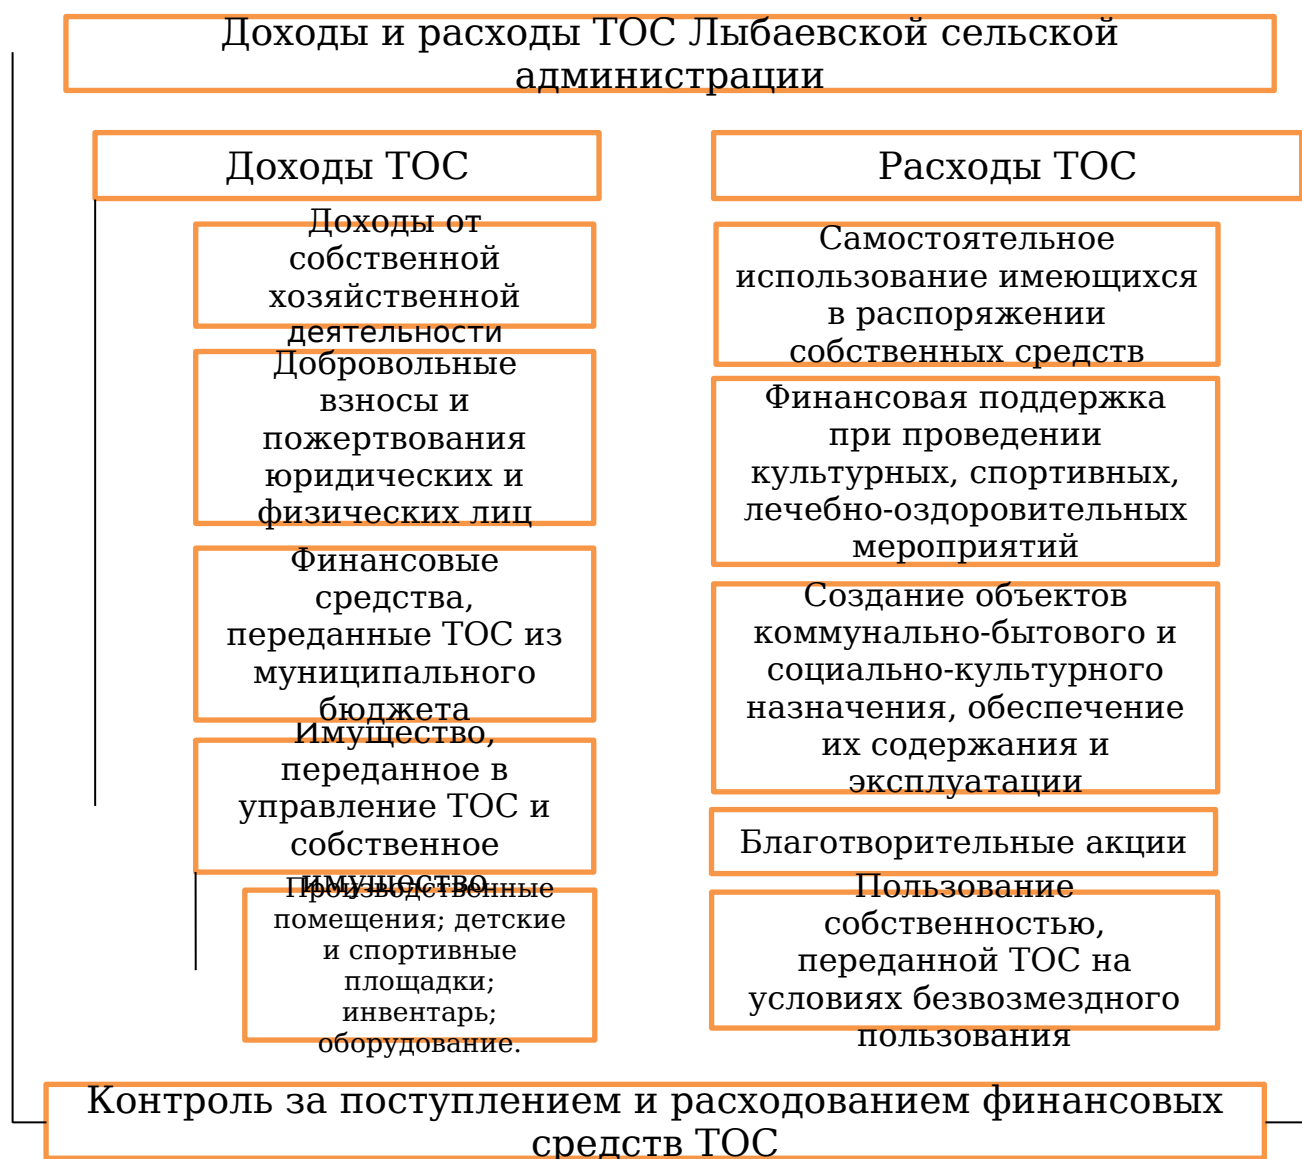 Доходы и расходы ТОС Лыбаевской сельской
администрации
Доходы ТОС
Доходы от
собственной
хозяйственной
деятельности
Добровольные
взносы и
пожертвования
юридических и
физических лиц
Финансовые
средства,
переданные ТОС из
муниципального
бюджета
Имущество,
переданное в
управление ТОС и
собственное
имущество
Производственные
помещения; детские
и спортивные
площадки;
инвентарь;
оборудование.
Расходы ТОС
Самостоятельное
использование имеющихся
в распоряжении
собственных средств
Финансовая поддержка
при проведении
культурных, спортивных,
лечебно-оздоровительных
мероприятий
Создание объектов
коммунально-бытового и
социально-культурного
назначения, обеспечение
их содержания и
эксплуатации
Благотворительные акции
Пользование
собственностью,
переданной ТОС на
условиях безвозмездного
пользования
Контроль за поступлением и расходованием финансовых
средств ТОС